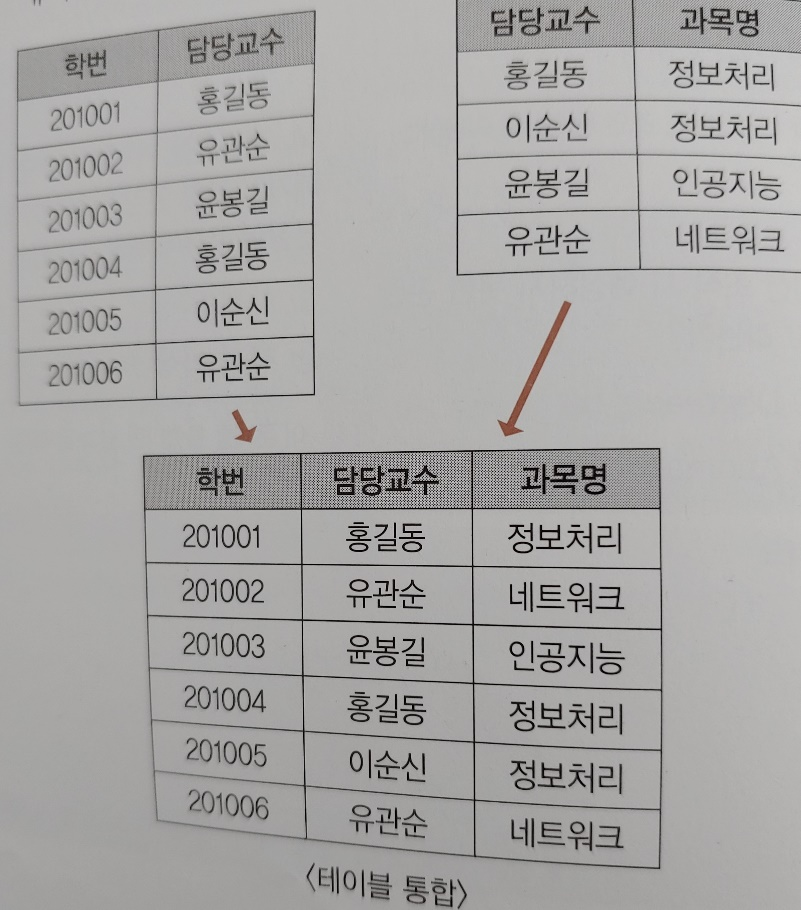 학번 담당교수
201001 홍길동
201002 유관순
201003 윤봉길
201004 홍길동
201005 이순신
201006 유관순
담당교수 과목명
홍길동 정보처리
이순신 정보처리
윤봉길 인공지능
유관순 네트워크
학번 담당교수 과목명
201001 홍길동 정보처리
201002 유관순 네트워크
201003 윤봉길 인공지능
201004 홍길동 정보처리
201005 이순신 정보처리
201006 유관순 네트워크
〈테이블 통합〉